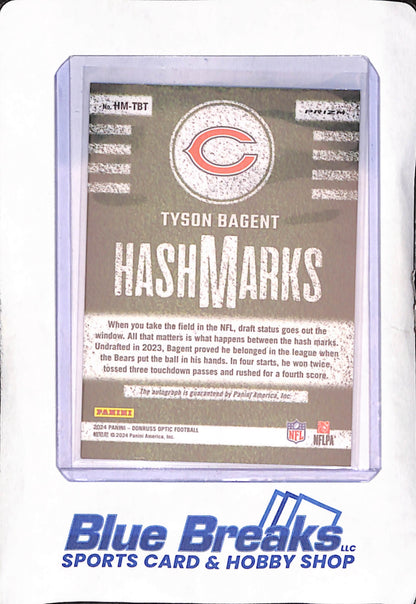 No. HM-TBT
PRIZM
C
TYSON BAGENT
HASHMARKS
When you take the field in the NFL, draft status goes out the
window. All that matters is what happens between the hash marks.
Undrafted in 2023, Bagent proved he belonged in the league when
the Bears put the ball in his hands. In four starts, he won twice,
tossed three touchdown passes and rushed for a fourth score.
The autograph is guaranteed by Panini America, Inc.
PANINI
2024 PANINI - DONRUSS OPTIC FOOTBALL
© 2024 Panini America, Inc.
NFL
NFLPA
Blue Breaks LLC
SPORTS CARD & HOBBY SHOP